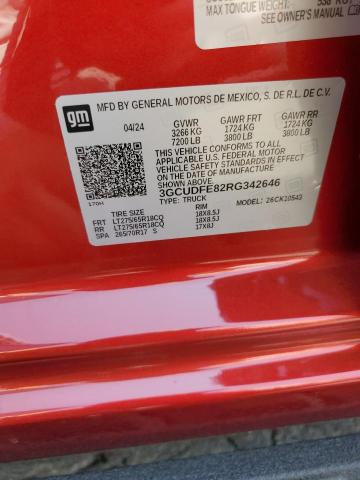 MAX TONGUE WEIGHT:
SEE OWNER'S MANUAL
gm
MFD BY GENERAL MOTORS DE MEXICO, S. DE R.L. DE C.V.
04/24 GVWR GAWR FRT GAWR RR
3266 KG 1724 KG 1724 KG
7200 LB 3800 LB 3800 LB
THIS VEHICLE CONFORMS TO ALL APPLICABLE
U.S. FEDERAL MOTOR
VEHICLE SAFETY STANDARDS IN
EFFECT ON THE DATE OF
MANUFACTURE SHOWN ABOVE.
3GCUDFE82RG342646
TYPE: TRUCK MODEL: 26CK10543
170H
TIRE SIZE RIM
FRT LT275/65R18CQ 18X8.5J
RR LT275/65R18CQ 18X8.5J
SPA 265/70R17 S 17X8J